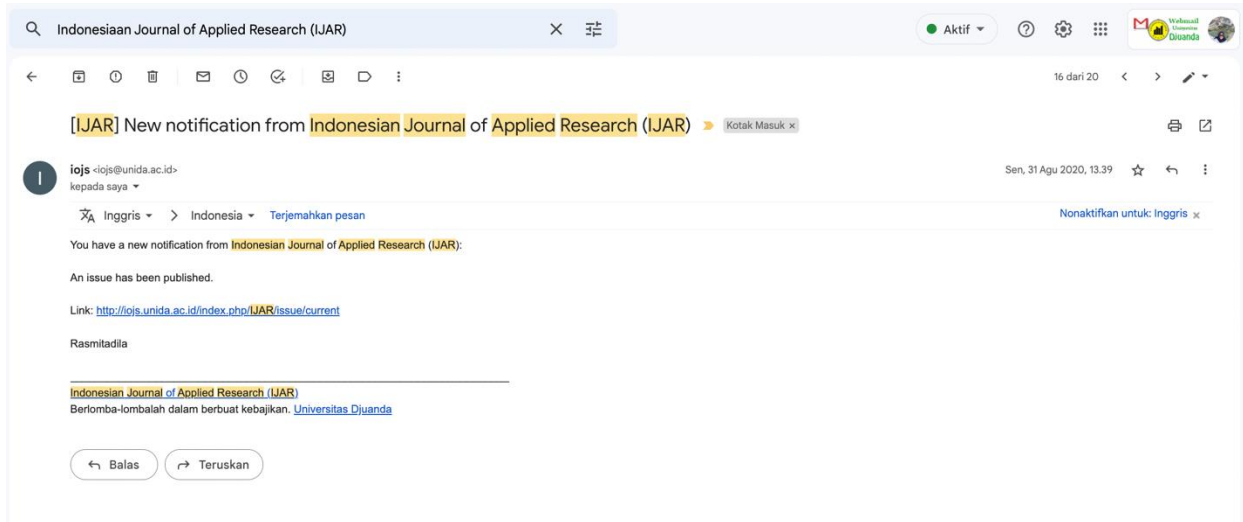 Indonesiaan Journal of Applied Research (IJAR)
Aktif
Webmail
Universitas
Djuanda
16 dari 20
[IJAR] New notification from Indonesian Journal of Applied Research (IJAR)
Kotak Masuk ×
I
iojs <iojs@unida.ac.id>
Sen, 31 Agu 2020, 13.39
kepada saya
Inggris
Indonesia
Terjemahkan pesan
Nonaktifkan untuk: Inggris ×
You have a new notification from Indonesian Journal of Applied Research (IJAR):
An issue has been published.
Link: http://iojs.unida.ac.id/index.php/IJAR/issue/current
Rasmitadila
Indonesian Journal of Applied Research (IJAR)
Berlomba-lombalah dalam berbuat kebajikan. Universitas Djuanda
Balas
Teruskan